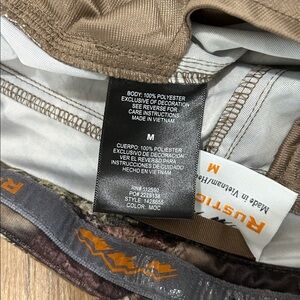 BODY: 100% POLYESTER
EXCLUSIVE OF DECORATION
SEE REVERSE FOR
CARE INSTRUCTIONS
MADE IN VIETNAM
M
CUERPO: 100% POLIESTER
EXCLUSIVO DE DECORACIÓN
VER EL REVERSO PARA
INSTRUCCIONES DE CUIDADO
HECHO EN VIETNAM
STYLE: 1428655
COLOR: MOC
RUSTIC
M
Made in Vietnam/